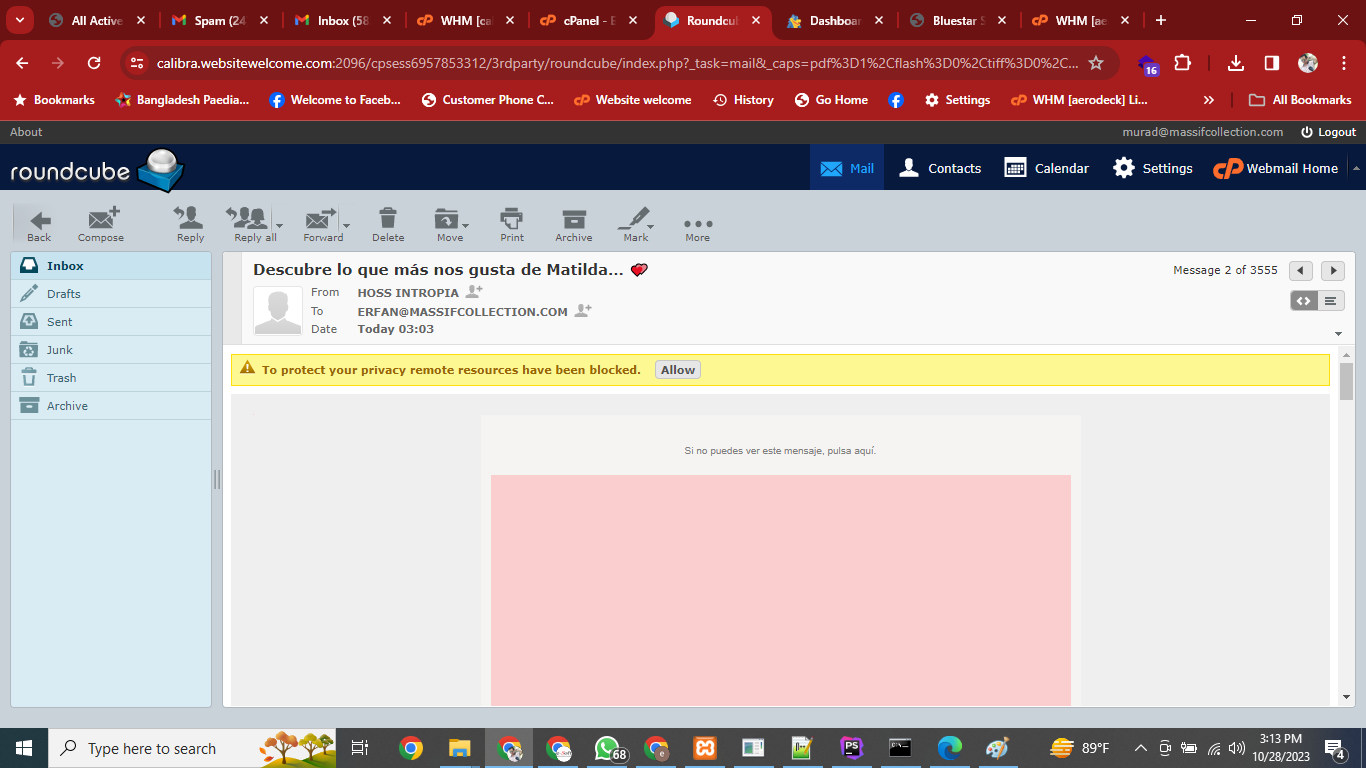 All Active
Spam (24
Inbox (58
WHM [cal
cPanel - E
Roundcub
Dashboar
Bluestar S
WHM [ae
calibra.websitewelcome.com:2096/cpsess6957853312/3rdparty/roundcube/index.php?_task=mail&_caps=pdf%3D1%2Cflash%3D0%2Ctiff%3D0%2C...
16
Bookmarks
Bangladesh Paedia...
Welcome to Faceb...
Customer Phone C...
Website welcome
History
Go Home
Settings
WHM [aerodeck] Li...
All Bookmarks
About
murad@massifcollection.com
Logout
roundcube
Mail
Contacts
Calendar
Settings
cP Webmail Home
Back
Compose
Reply
Reply all
Forward
Delete
Move
Print
Archive
Mark
More
Inbox
Drafts
Sent
Junk
Trash
Archive
Descubre lo que más nos gusta de Matilda... 💕
Message 2 of 3555
From HOSS INTROPIA
To ERFAN@MASSIFCOLLECTION.COM
Date Today 03:03
To protect your privacy remote resources have been blocked.
Allow
Si no puedes ver este mensaje, pulsa aquí.
Type here to search
68
PS
89°F
3:13 PM
10/28/2023
4